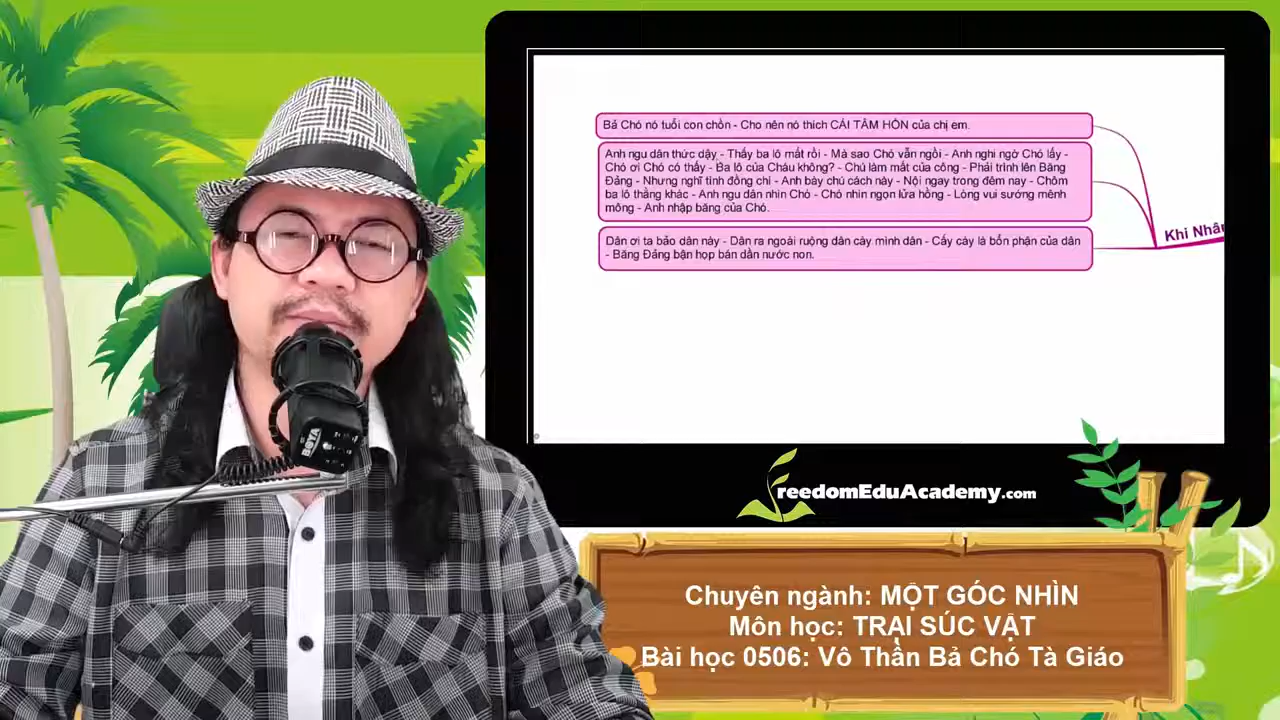 Bả Chó nó tuổi con chồn - Cho nên nó thích CÁI TÂM HỒN của chị em.
Anh ngu dân thức dậy - Thấy ba lô mất rồi - Mà sao Chó vẫn ngồi - Anh nghi ngờ Chó lấy -
Chó ơi Chó có thấy - Ba lô của Cháu không? - Chú làm mất của công - Phải trình lên Băng
Đảng - Nhưng nghĩ tình đồng chí - Anh bày chú cách này - Nội ngay trong đêm nay - Chôm
ba lô thằng khác - Anh ngu dân nhìn Chó - Chó nhìn ngọn lửa hồng - Lòng vui sướng mênh
mông - Anh nhập băng của Chó.
Dân ơi ta bảo dân này - Dân ra ngoài ruộng dân cày mình dân - Cấy cày là bổn phận của dân
- Băng Đảng bận họp bán dần nước non.
Khi Nhâ
BOYA
FreedomEduAcademy.com
Chuyên ngành: MỘT GÓC NHÌN
Môn học: TRẠI SÚC VẬT
Bài học 0506: Vô Thần Bả Chó Tà Giáo